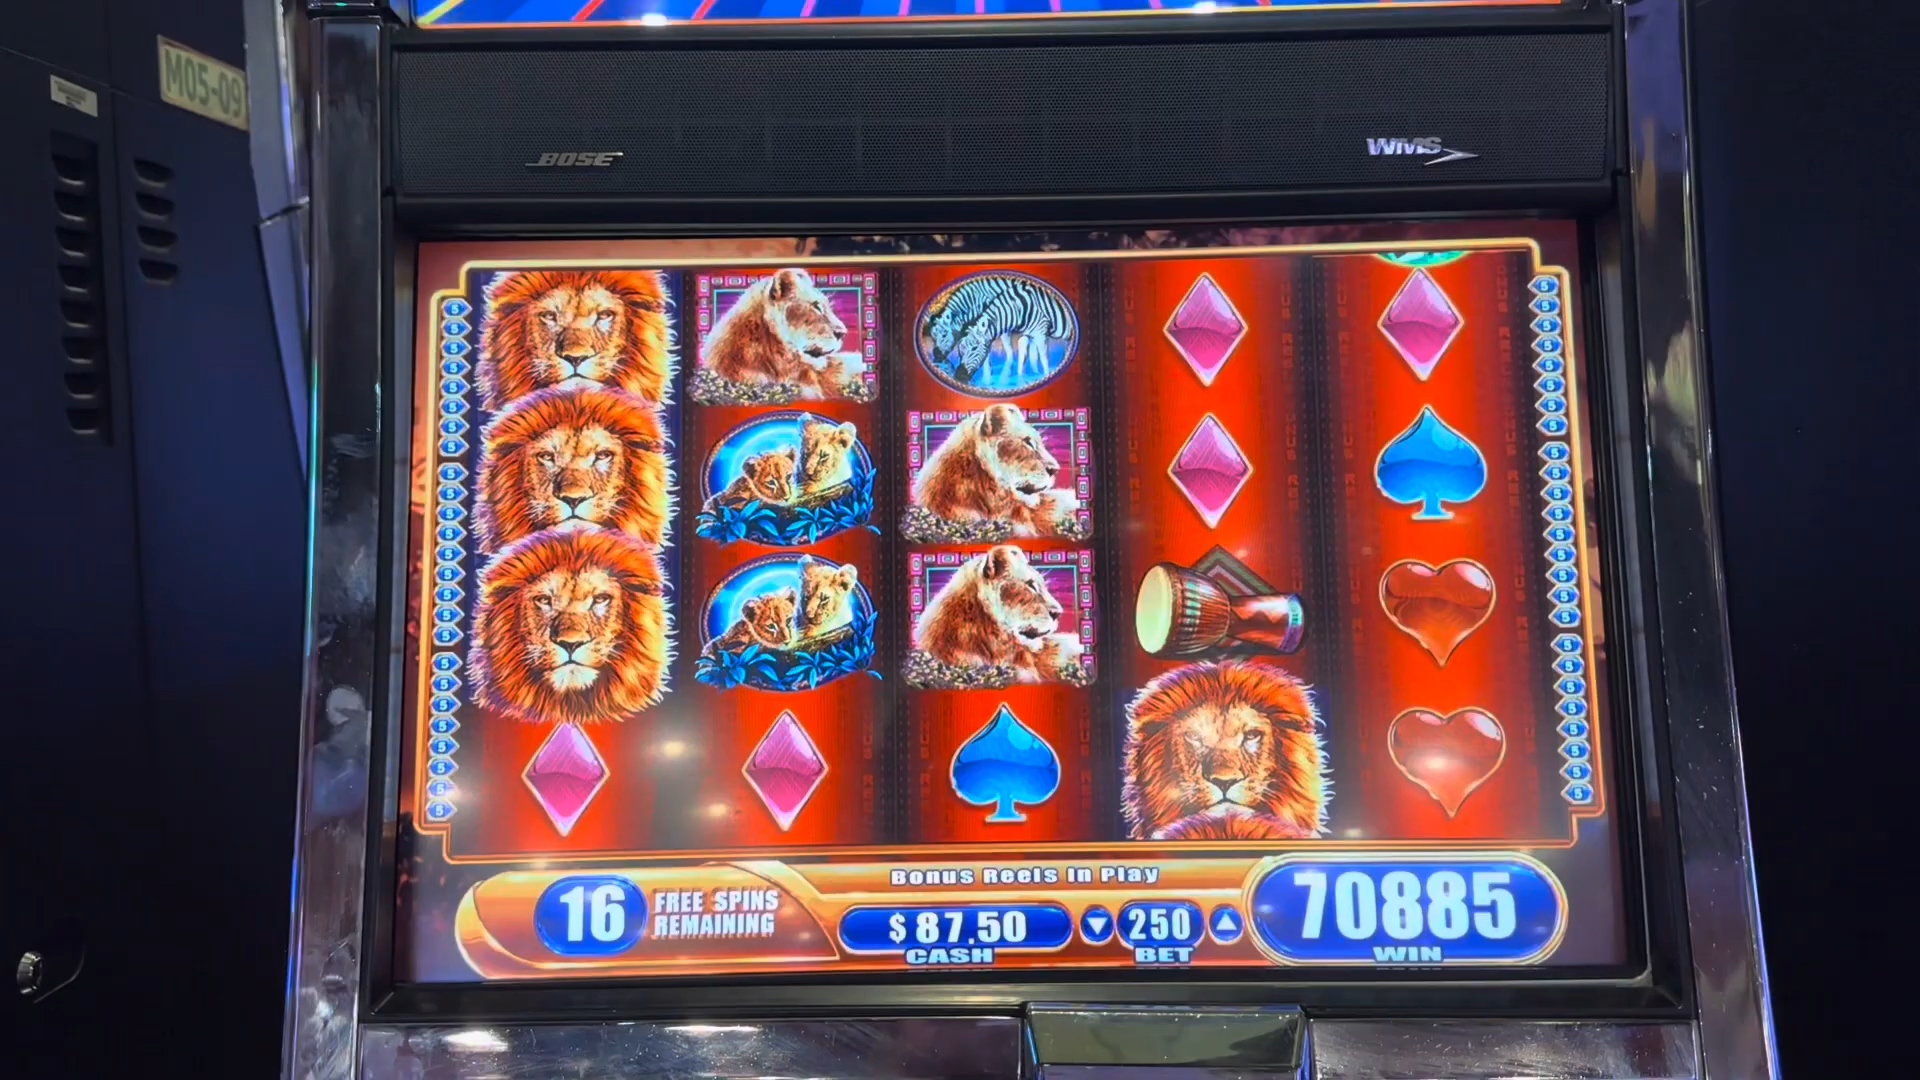 M05-09
BOSE
WMS
Bonus Reels In Play
16
FREE SPINS
REMAINING
$87.50
CASH
250
BET
70885
WIN